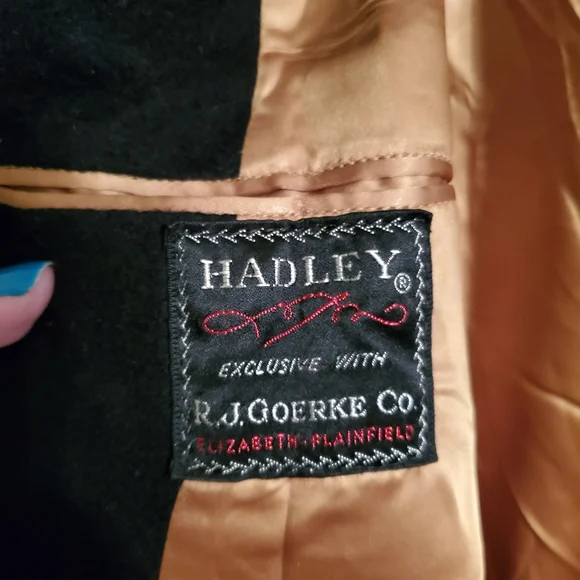 HADLEY®
EXCLUSIVE WITH
R.J. GOERKE CO.
ELIZABETH · PLAINFIELD